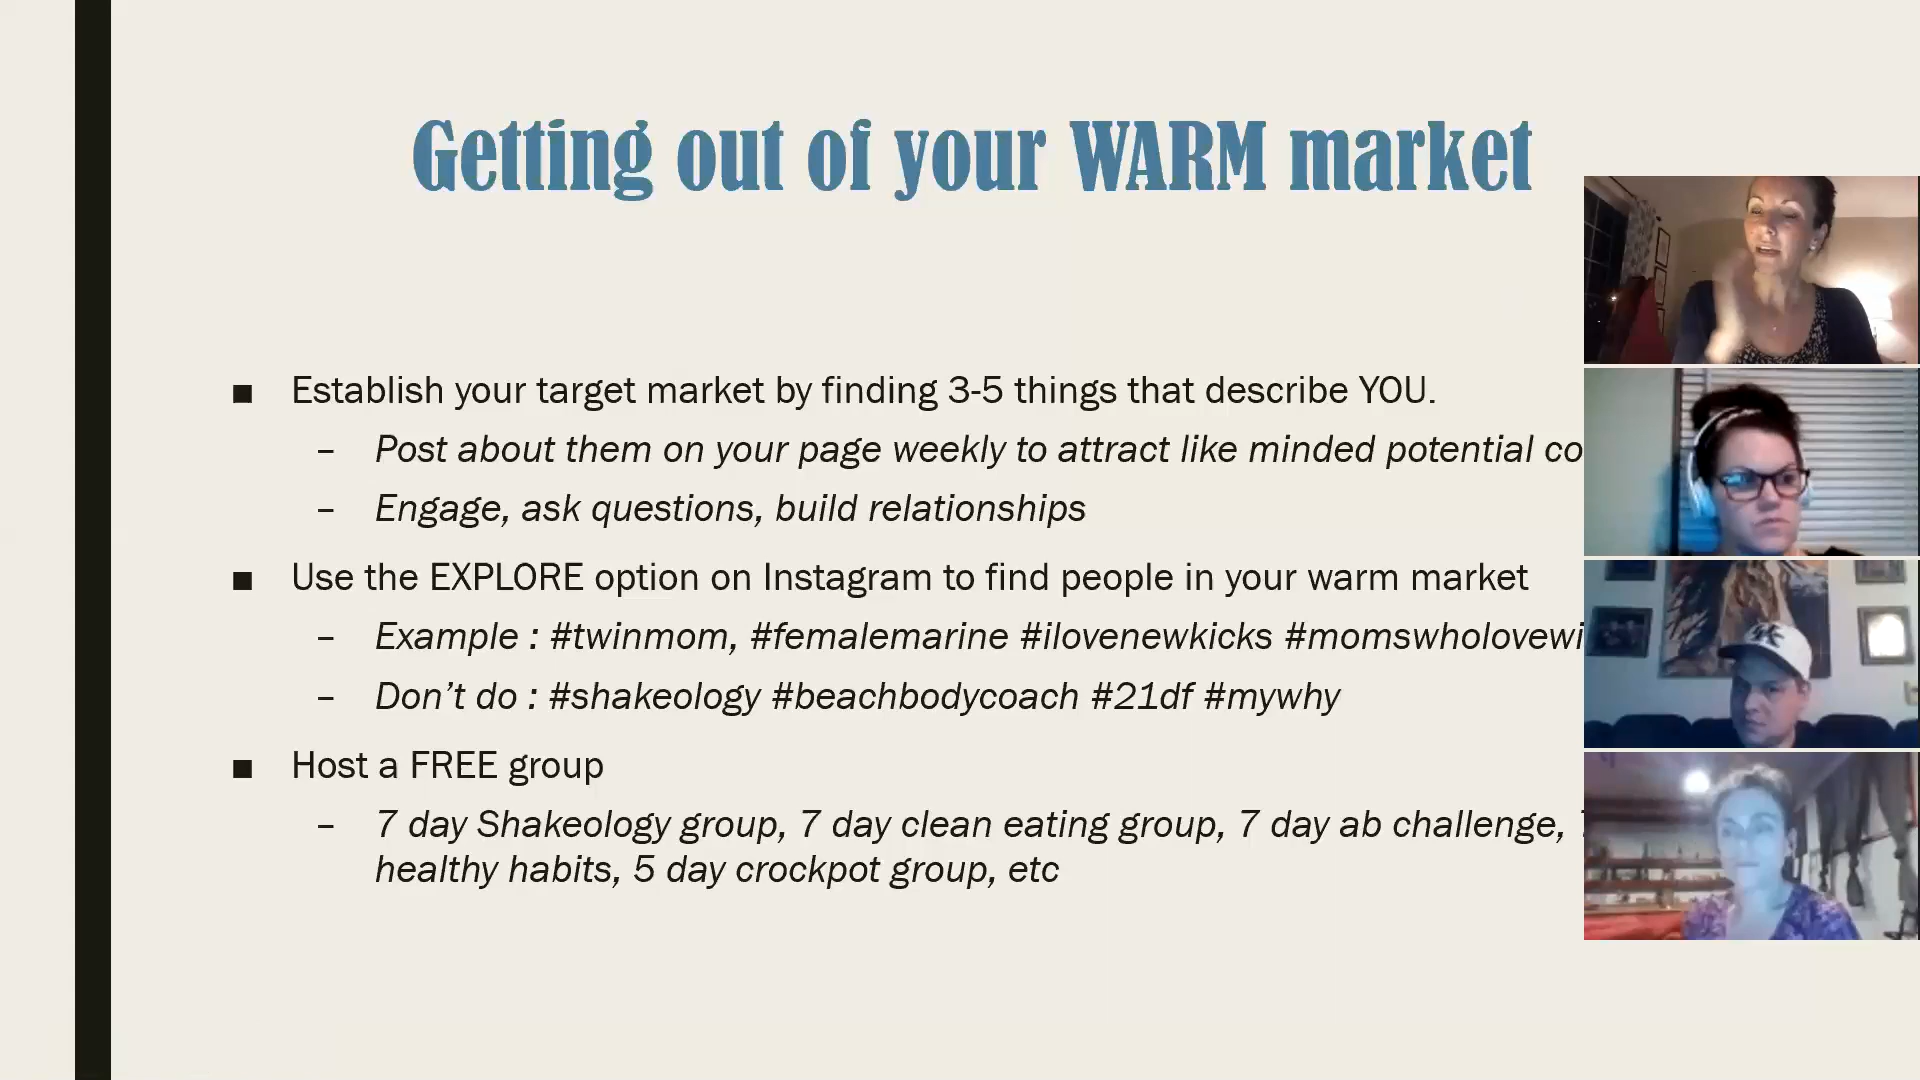 Getting out of your WARM market
■ Establish your target market by finding 3-5 things that describe YOU.
– Post about them on your page weekly to attract like minded potential
– Engage, ask questions, build relationships
■ Use the EXPLORE option on Instagram to find people in your warm market
– Example : #twinmom, #femalemarine #ilovenewkicks
– Don’t do : #shakeology #beachbodycoach #21df #mywhy
■ Host a FREE group
– 7 day Shakeology group, 7 day clean eating group, 7 day ab challenge,
healthy habits, 5 day crockpot group, etc